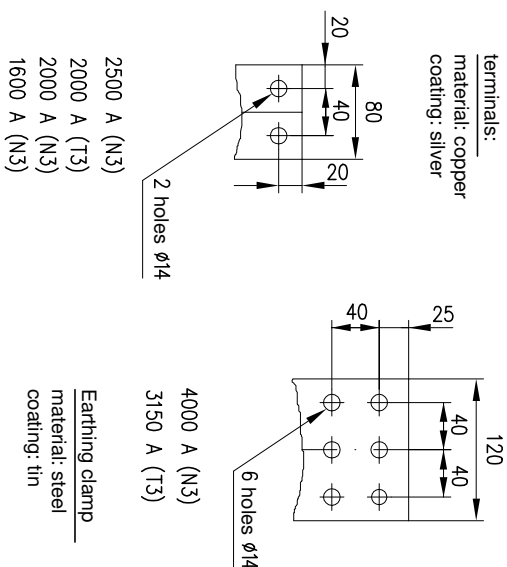 terminals:
material: copper
coating: silver
20
80
40
20
2 holes ø14
2500 A (N3)
2000 A (T3)
2000 A (N3)
1600 A (N3)
40
25
120
40
40
6 holes ø14
4000 A (N3)
3150 A (T3)
Earthing clamp
material: steel
coating: tin